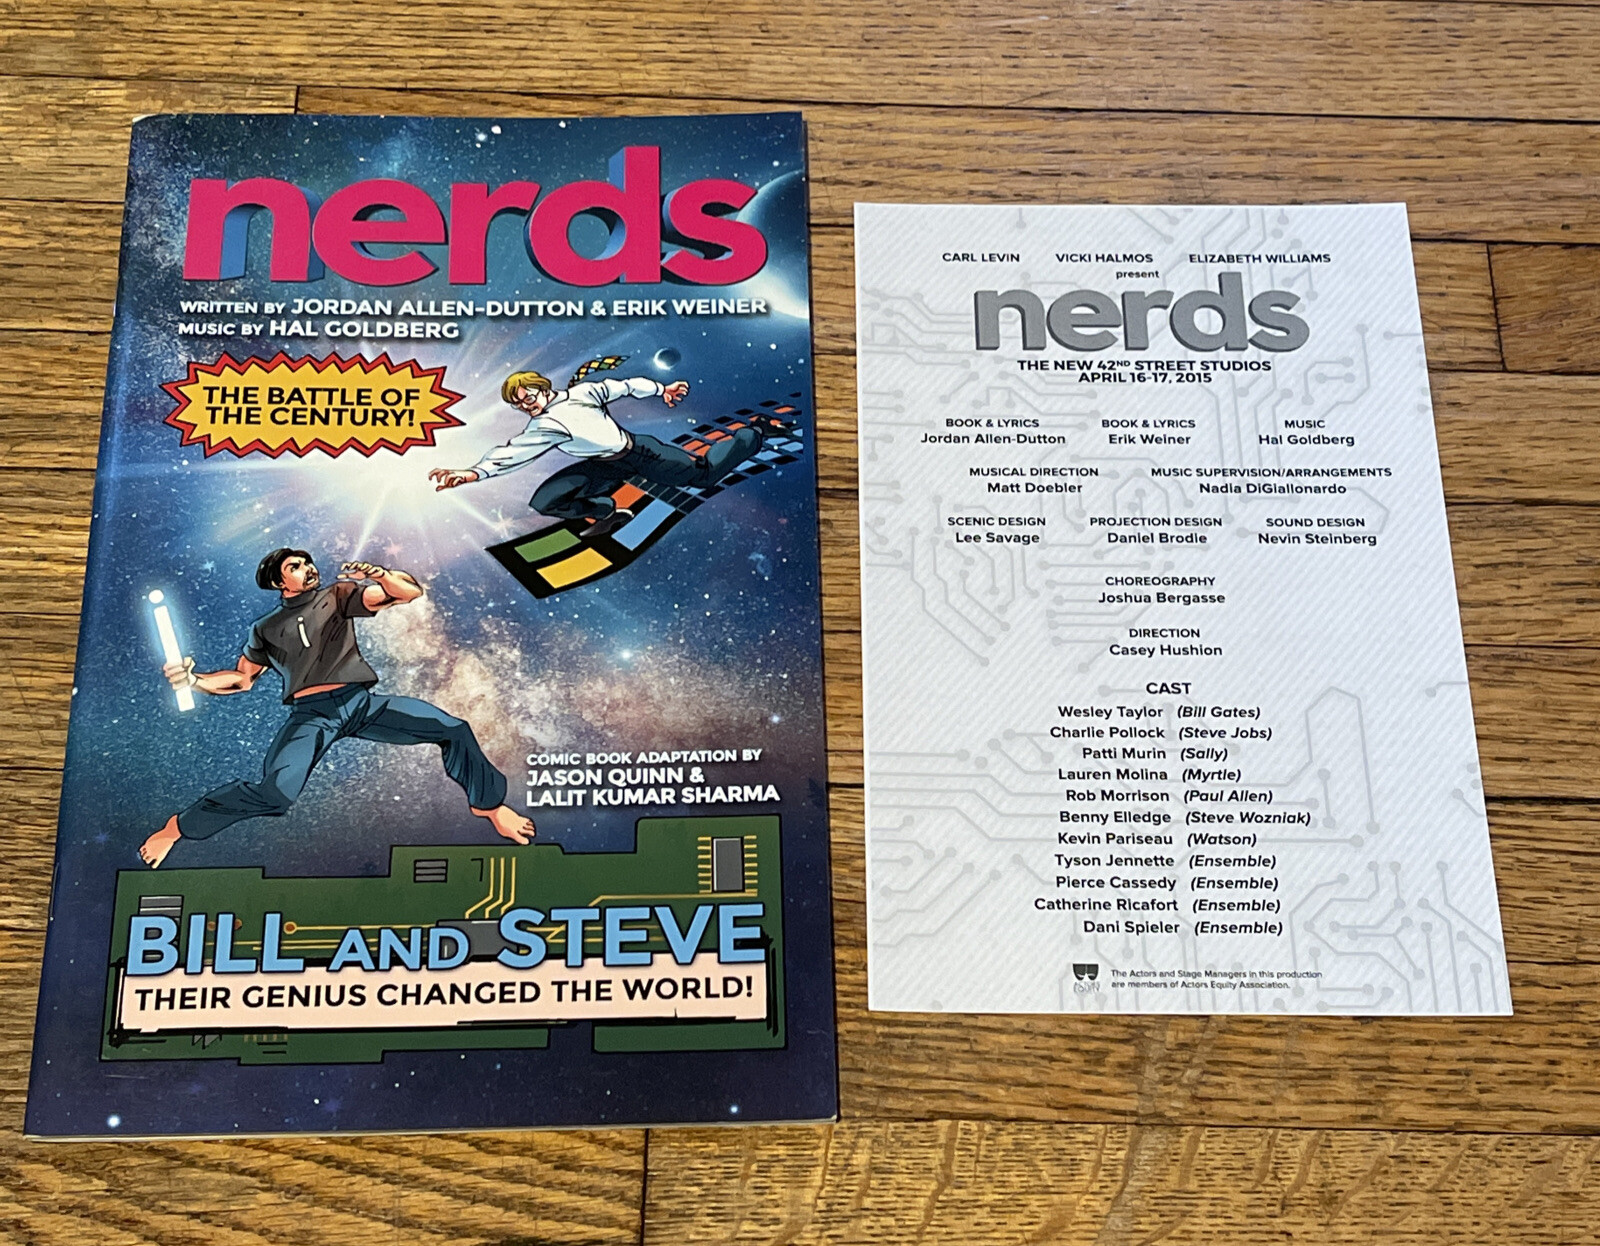 nerds
WRITTEN BY JORDAN ALLEN-DUTTON & ERIK WEINER
MUSIC BY HAL GOLDBERG
THE BATTLE OF
THE CENTURY!
i
COMIC BOOK ADAPTATION BY
JASON QUINN &
LALIT KUMAR SHARMA
BILL AND STEVE
THEIR GENIUS CHANGED THE WORLD!
CARL LEVIN VICKI HALMOS ELIZABETH WILLIAMS
present
nerds
THE NEW 42ND STREET STUDIOS
APRIL 16-17, 2015
BOOK & LYRICS BOOK & LYRICS MUSIC
Jordan Allen-Dutton Erik Weiner Hal Goldberg
MUSICAL DIRECTION MUSIC SUPERVISION/ARRANGEMENTS
Matt Doebler Nadia DiGiallonardo
SCENIC DESIGN PROJECTION DESIGN SOUND DESIGN
Lee Savage Daniel Brodie Nevin Steinberg
CHOREOGRAPHY
Joshua Bergasse
DIRECTION
Casey Hushion
CAST
Wesley Taylor (Bill Gates)
Charlie Pollock (Steve Jobs)
Patti Murin (Sally)
Lauren Molina (Myrtle)
Rob Morrison (Paul Allen)
Benny Elledge (Steve Wozniak)
Kevin Pariseau (Watson)
Tyson Jennette (Ensemble)
Pierce Cassedy (Ensemble)
Catherine Ricafort (Ensemble)
Dani Spieler (Ensemble)
The Actors and Stage Managers in this production
are members of Actors Equity Association.